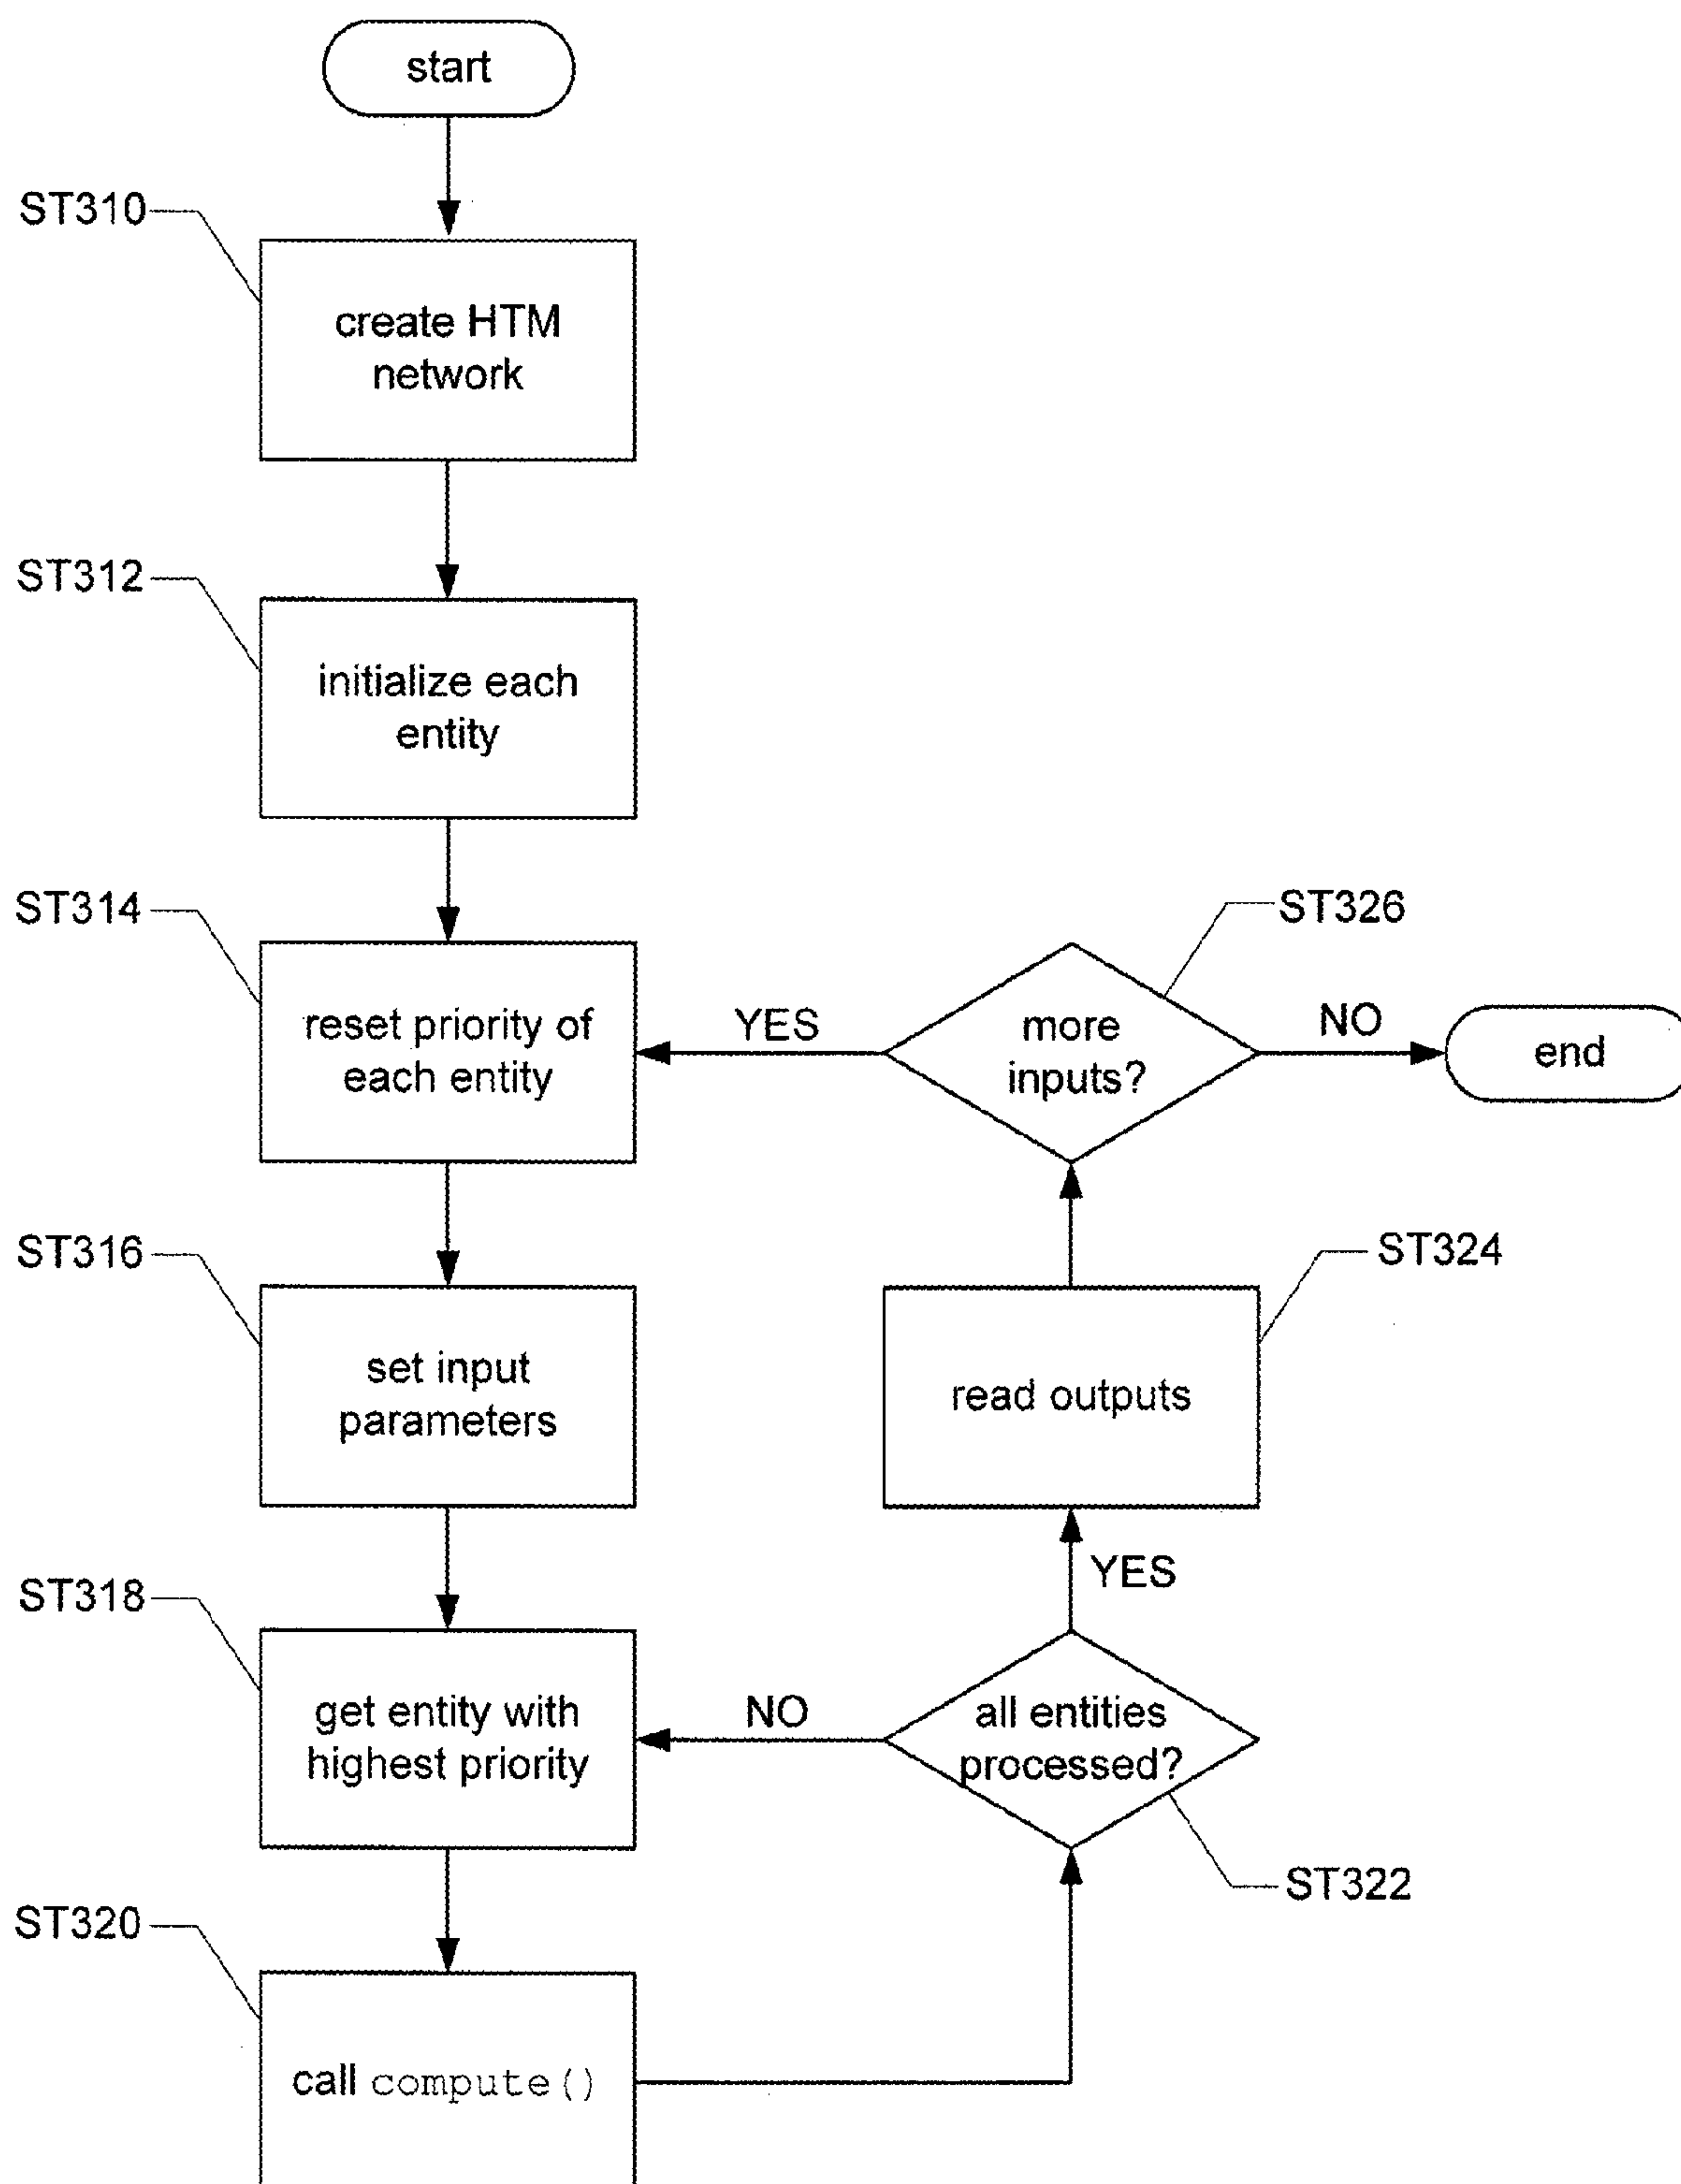 start
ST310
create HTM
network
ST312
initialize each
entity
ST314
reset priority of
each entity
YES
ST326
more
inputs?
NO
end
ST316
set input
parameters
ST324
read outputs
YES
ST318
get entity with
highest priority
NO
all entities
processed?
ST322
ST320
call compute()